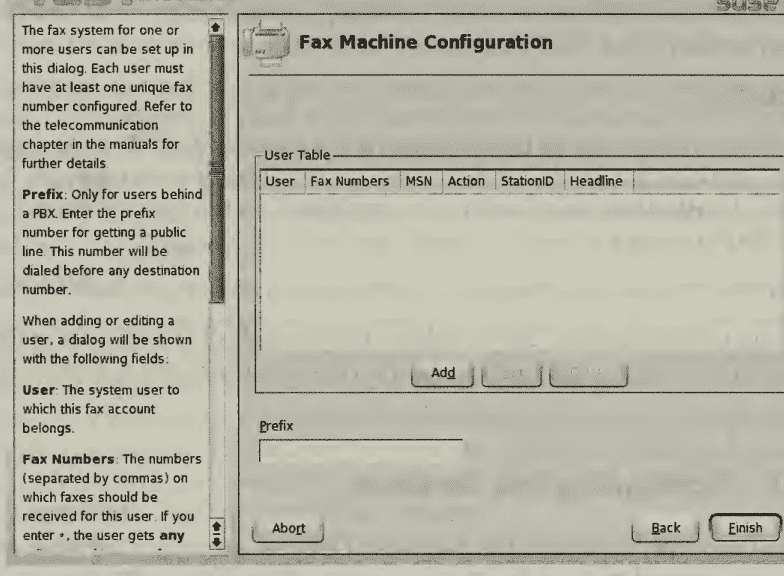 SUSE
The fax system for one or
more users can be set up in
this dialog. Each user must
have at least one unique fax
number configured. Refer to
the telecommunication
chapter in the manuals for
further details.
Prefix: Only for users behind
a PBX. Enter the prefix
number for getting a public
line. This number will be
dialed before any destination
number.
When adding or editing a
user, a dialog will be shown
with the following fields:
User: The system user to
which this fax account
belongs.
Fax Numbers: The numbers
(separated by commas) on
which faxes should be
received for this user. If you
enter *, the user gets any
Fax Machine Configuration
User Table
User Fax Numbers MSN Action StationID Headline
Add
Prefix
Abort Back Finish